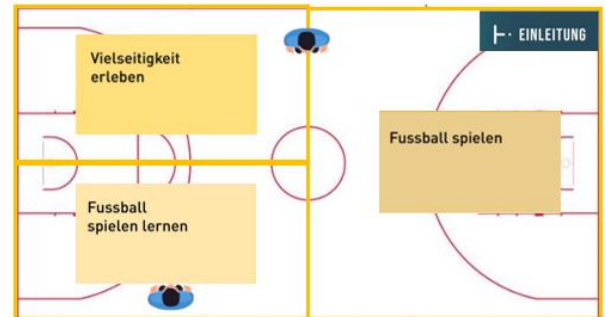 EINLEITUNG
Vielseitigkeit
erleben
Fussball spielen
Fussball
spielen lernen